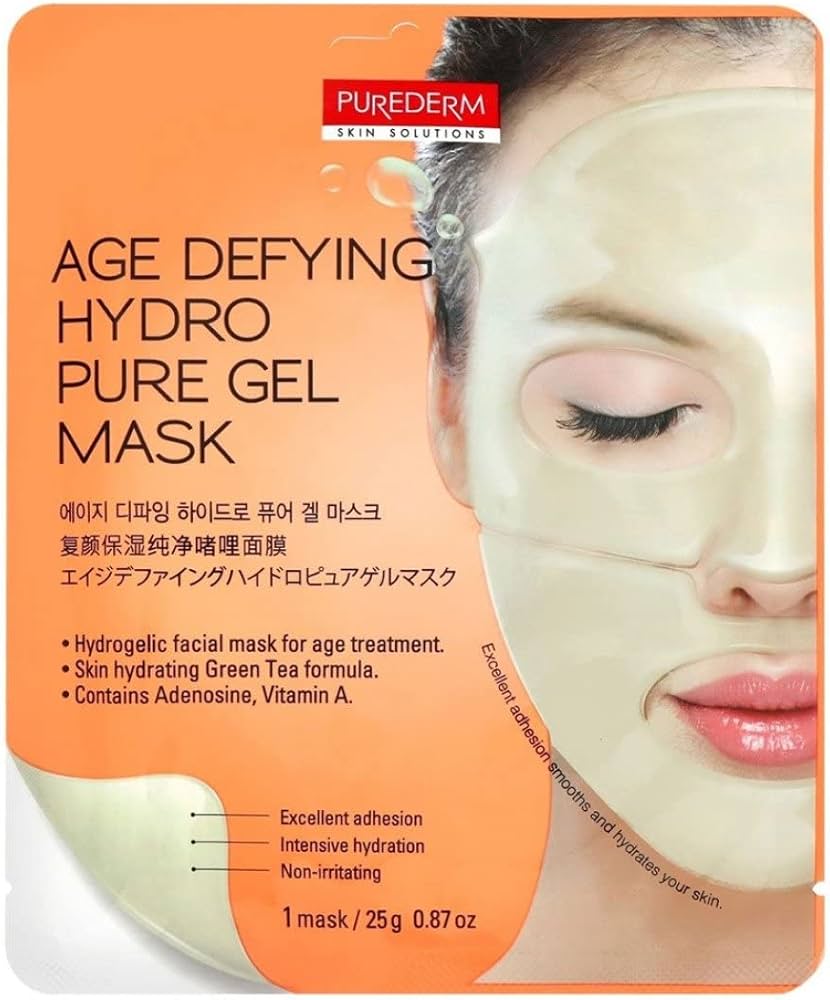 PUREDERM
SKIN SOLUTIONS
AGE DEFYING
HYDRO
PURE GEL
MASK
에이지 디파잉 하이드로 퓨어 겔 마스크
复颜保湿纯净啫哩面膜
エイジデファイングハイドロピュアゲルマスク
• Hydrogelic facial mask for age treatment.
• Skin hydrating Green Tea formula.
• Contains Adenosine, Vitamin A.
Excellent adhesion smooths and hydrates your skin.
Excellent adhesion
Intensive hydration
Non-irritating
1 mask / 25 g 0.87 oz